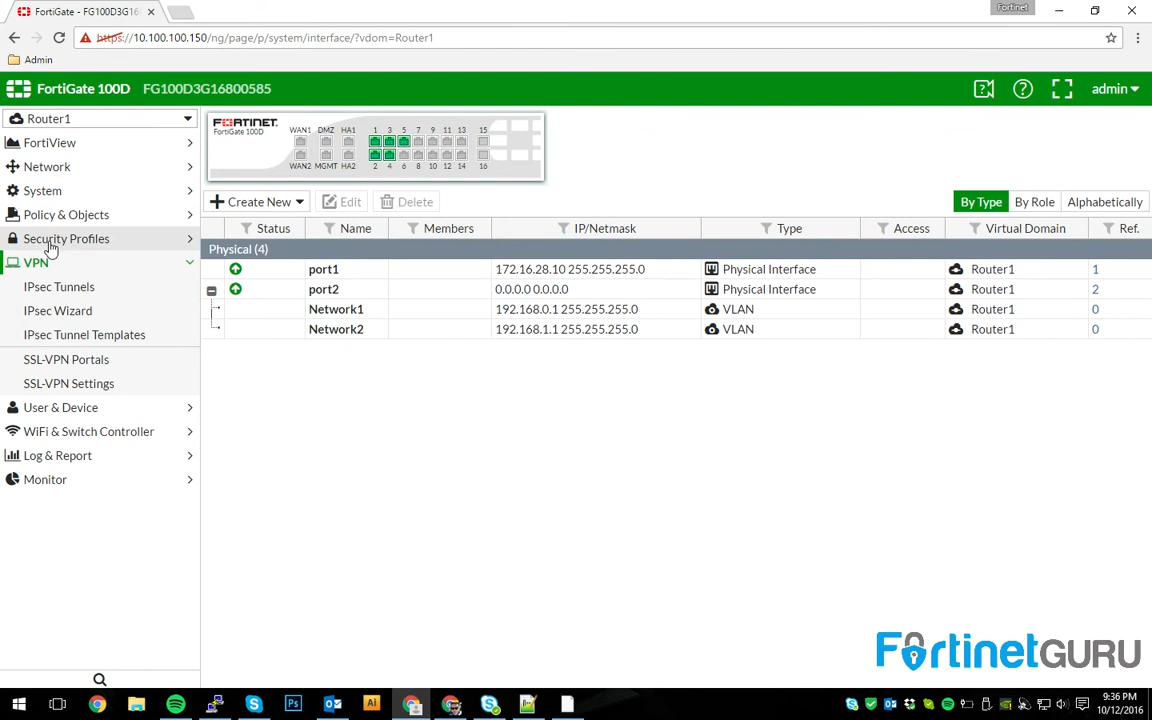 FortiGate - FG100D3G168
Fortinet
https://10.100.100.150/ng/page/p/system/interface/?vdom=Router1
Admin
FortiGate 100D FG100D3G16800585
admin
Router1
FortiView
Network
System
Policy & Objects
Security Profiles
VPN
IPsec Tunnels
IPsec Wizard
IPsec Tunnel Templates
SSL-VPN Portals
SSL-VPN Settings
User & Device
WiFi & Switch Controller
Log & Report
Monitor
FORTINET
FortiGate 100D
WAN1 DMZ HA1 1 3 5 7 9 11 13 15
WAN2 MGMT HA2 2 4 6 8 10 12 14 16
Create New Edit Delete
By Type By Role Alphabetically
Status Name Members IP/Netmask Type Access Virtual Domain Ref.
Physical (4)
port1 172.16.28.10 255.255.255.0 Physical Interface Router1 1
port2 0.0.0.0 0.0.0.0 Physical Interface Router1 2
Network1 192.168.0.1 255.255.255.0 VLAN Router1 0
Network2 192.168.1.1 255.255.255.0 VLAN Router1 0
FortinetGURU
Ps
Ai
9:36 PM
10/12/2016